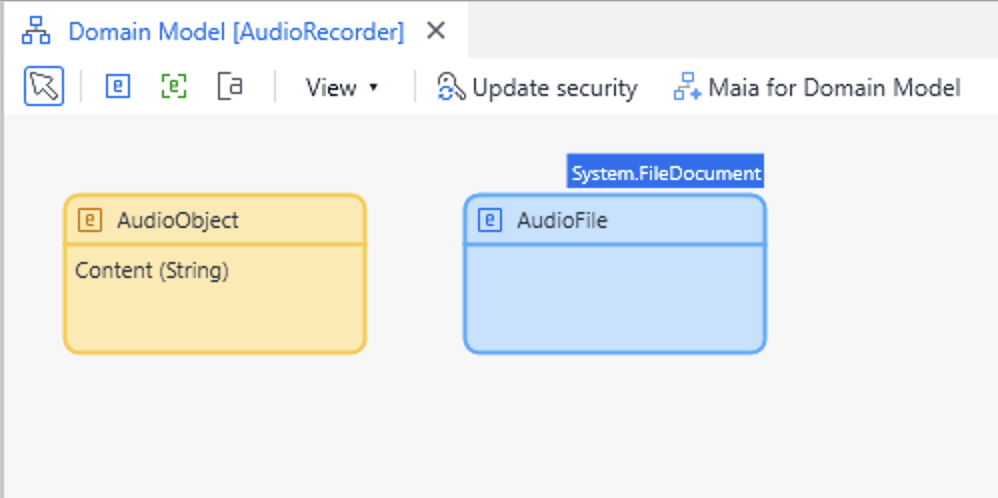 Domain Model [AudioRecorder]
View
Update security
Maia for Domain Model
System.FileDocument
AudioObject
AudioFile
Content (String)